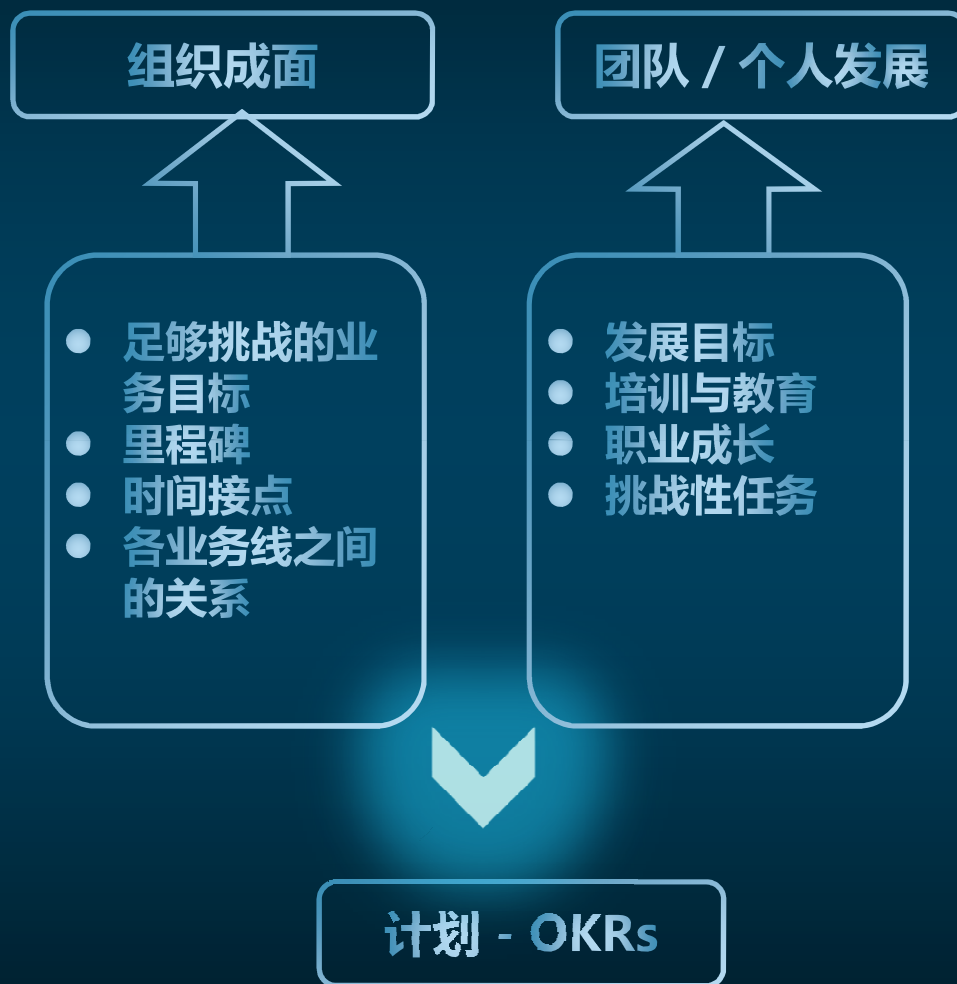 组织成面
团队 / 个人发展
足够挑战的业
务目标
里程碑
时间接点
各业务线之间
的关系
发展目标
培训与教育
职业成长
挑战性任务
计划 - OKRs